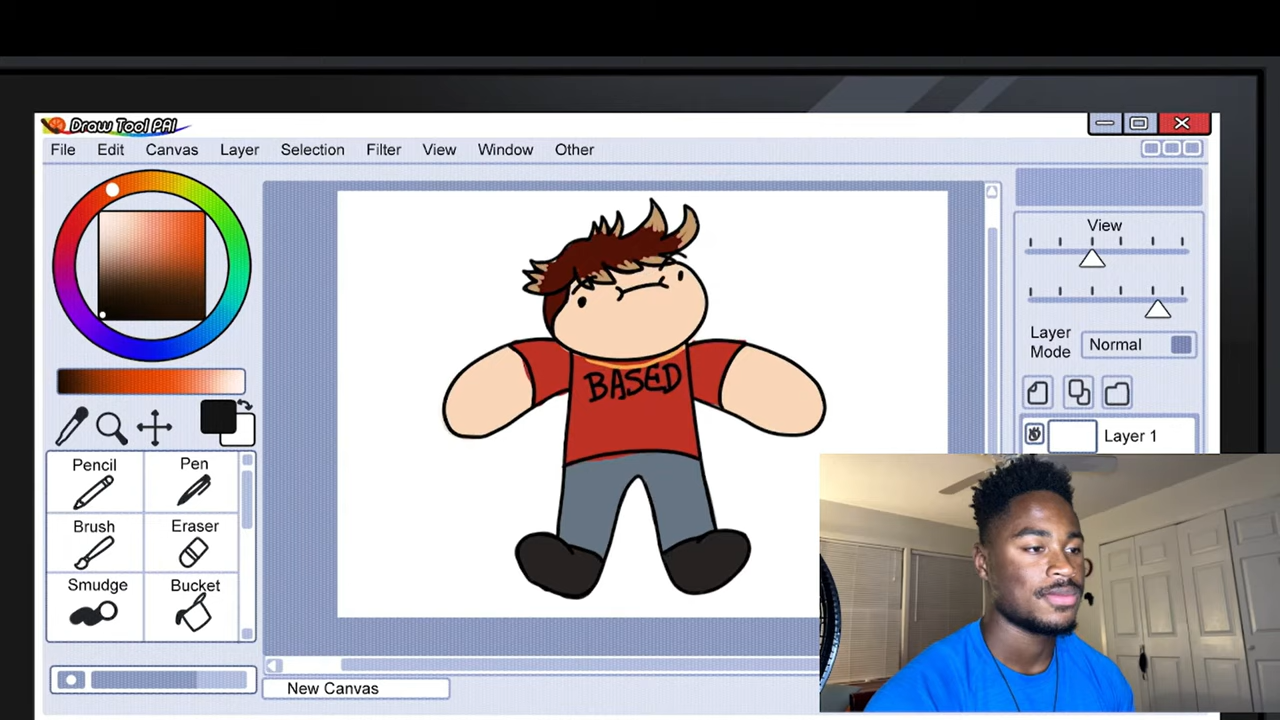 Draw Tool PAI
File Edit Canvas Layer Selection Filter View Window Other
View
Layer
Mode
Normal
Layer 1
Pencil Pen
Brush Eraser
Smudge Bucket
BASED
New Canvas